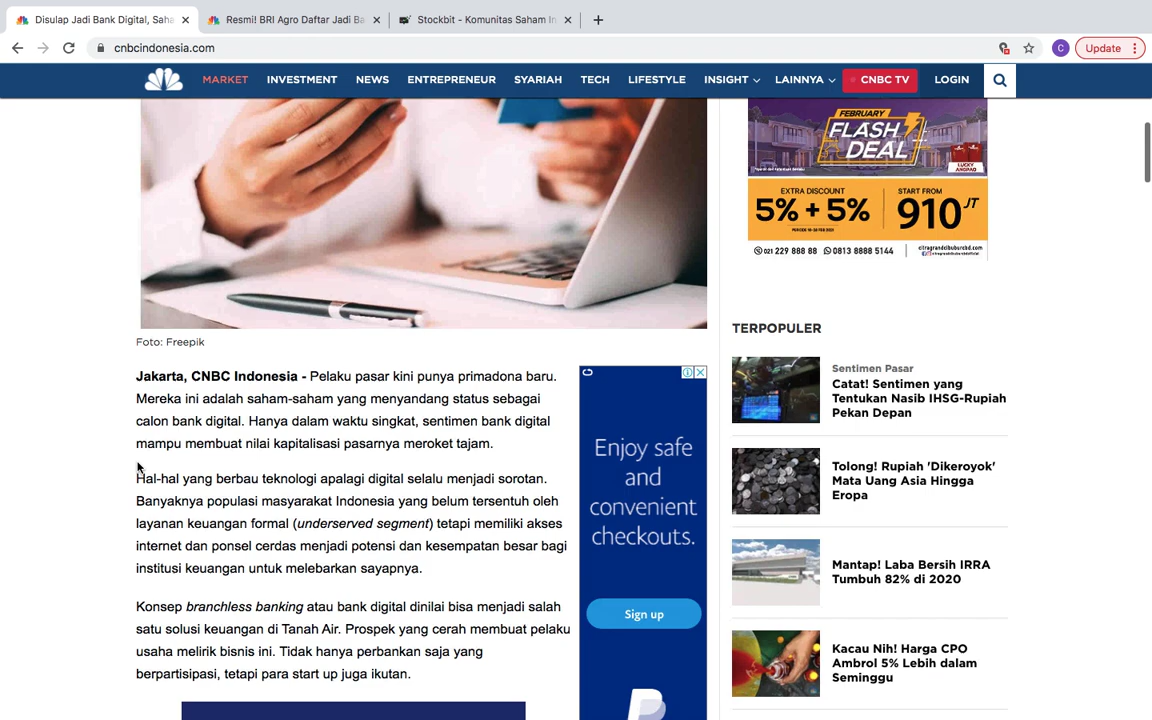 Disulap Jadi Bank Digital, Saha
Resmi! BRI Agro Daftar Jadi Ba
Stockbit - Komunitas Saham In
cnbcindonesia.com
C
Update
MARKET INVESTMENT NEWS ENTREPRENEUR SYARIAH TECH LIFESTYLE INSIGHT LAINNYA CNBC TV LOGIN
FEBRUARY
FLASH
DEAL
LUCKY
ANGPAO
EXTRA DISCOUNT
5% + 5%
START FROM
910 JT
021 229 888 88 0813 8888 5144
citragrandcibubur.com
Foto: Freepik
Jakarta, CNBC Indonesia - Pelaku pasar kini punya primadona baru.
Mereka ini adalah saham-saham yang menyandang status sebagai
calon bank digital. Hanya dalam waktu singkat, sentimen bank digital
mampu membuat nilai kapitalisasi pasarnya meroket tajam.
Hal-hal yang berbau teknologi apalagi digital selalu menjadi sorotan.
Banyaknya populasi masyarakat Indonesia yang belum tersentuh oleh
layanan keuangan formal (underserved segment) tetapi memiliki akses
internet dan ponsel cerdas menjadi potensi dan kesempatan besar bagi
institusi keuangan untuk melebarkan sayapnya.
Konsep branchless banking atau bank digital dinilai bisa menjadi salah
satu solusi keuangan di Tanah Air. Prospek yang cerah membuat pelaku
usaha melirik bisnis ini. Tidak hanya perbankan saja yang
berpartisipasi, tetapi para start up juga ikutan.
Enjoy safe
and
convenient
checkouts.
Sign up
TERPOPULER
Sentimen Pasar
Catat! Sentimen yang
Tentukan Nasib IHSG-Rupiah
Pekan Depan
Tolong! Rupiah 'Dikeroyok'
Mata Uang Asia Hingga
Eropa
Mantap! Laba Bersih IRRA
Tumbuh 82% di 2020
Kacau Nih! Harga CPO
Ambrol 5% Lebih dalam
Seminggu